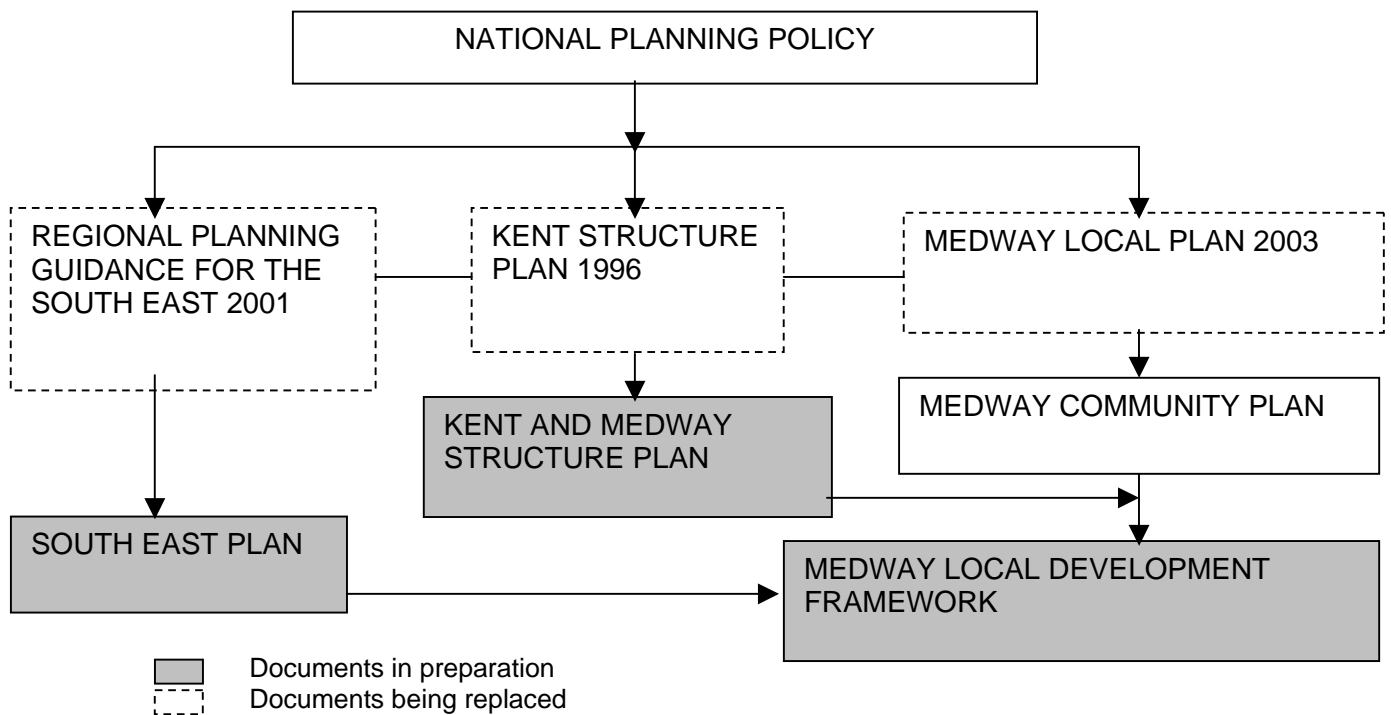 NATIONAL PLANNING POLICY
REGIONAL PLANNING
GUIDANCE FOR THE
SOUTH EAST 2001
KENT STRUCTURE
PLAN 1996
MEDWAY LOCAL PLAN 2003
KENT AND MEDWAY
STRUCTURE PLAN
MEDWAY COMMUNITY PLAN
SOUTH EAST PLAN
MEDWAY LOCAL DEVELOPMENT
FRAMEWORK
Documents in preparation
Documents being replaced